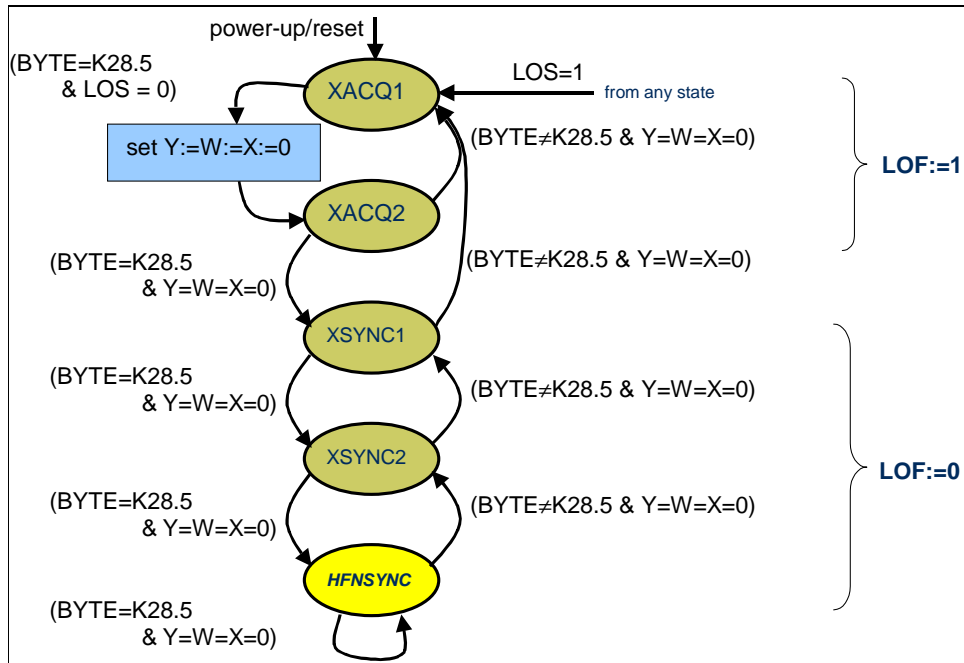 power-up/reset
(BYTE=K28.5
& LOS = 0)
XACQ1
LOS=1
from any state
set Y:=W:=X:=0
(BYTE≠K28.5 & Y=W=X=0)
LOF:=1
XACQ2
(BYTE=K28.5
& Y=W=X=0)
(BYTE≠K28.5 & Y=W=X=0)
XSYNC1
(BYTE=K28.5
& Y=W=X=0)
(BYTE≠K28.5 & Y=W=X=0)
XSYNC2
LOF:=0
(BYTE=K28.5
& Y=W=X=0)
(BYTE≠K28.5 & Y=W=X=0)
HFNSYNC
(BYTE=K28.5
& Y=W=X=0)